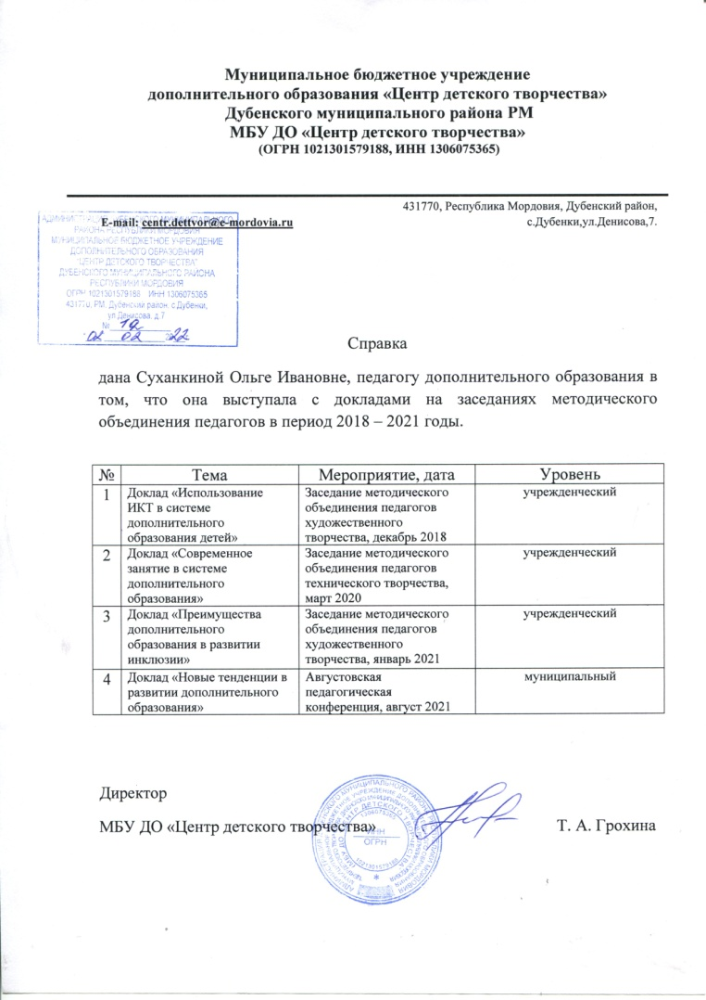 Муниципальное бюджетное учреждение
дополнительного образования «Центр детского творчества»
Дубенского муниципального района РМ
МБУ ДО «Центр детского творчества»
(ОГРН 1021301579188, ИНН 1306075365)
431770, Республика Мордовия, Дубенский район,
E-mail: centr.dettvor@e-mordovia.ru с.Дубенки,ул.Денисова,7.
АДМИНИСТРАЦИЯ ДУБЕНСКОГО МУНИЦИПАЛЬНОГО
РАЙОНА РЕСПУБЛИКИ МОРДОВИЯ
МУНИЦИПАЛЬНОЕ БЮДЖЕТНОЕ УЧРЕЖДЕНИЕ
ДОПОЛНИТЕЛЬНОГО ОБРАЗОВАНИЯ
"ЦЕНТР ДЕТСКОГО ТВОРЧЕСТВА"
ДУБЕНСКОГО МУНИЦИПАЛЬНОГО РАЙОНА
РЕСПУБЛИКИ МОРДОВИЯ
ОГРН 1021301579188 ИНН 1306075365
431770, РМ, Дубенский район, с.Дубенки,
ул.Денисова, д.7
№
02 02 2022
Справка
дана Суханкиной Ольге Ивановне, педагогу дополнительного образования в
том, что она выступала с докладами на заседаниях методического
объединения педагогов в период 2018 – 2021 годы.
№ Тема Мероприятие, дата Уровень
1 Доклад «Использование
ИКТ в системе
дополнительного
образования детей»
Заседание методического
объединения педагогов
художественного
творчества, декабрь 2018
учрежденческий
2 Доклад «Современное
занятие в системе
дополнительного
образования»
Заседание методического
объединения педагогов
технического творчества,
март 2020
учрежденческий
3 Доклад «Преимущества
дополнительного
образования в развитии
инклюзии»
Заседание методического
объединения педагогов
художественного
творчества, январь 2021
учрежденческий
4 Доклад «Новые тенденции в
развитии дополнительного
образования»
Августовская
педагогическая
конференция, август 2021
муниципальный
Директор
МБУ ДО «Центр детского творчества» Т. А. Грохина
1306075365
ИНН
ОГРН
1021301579188